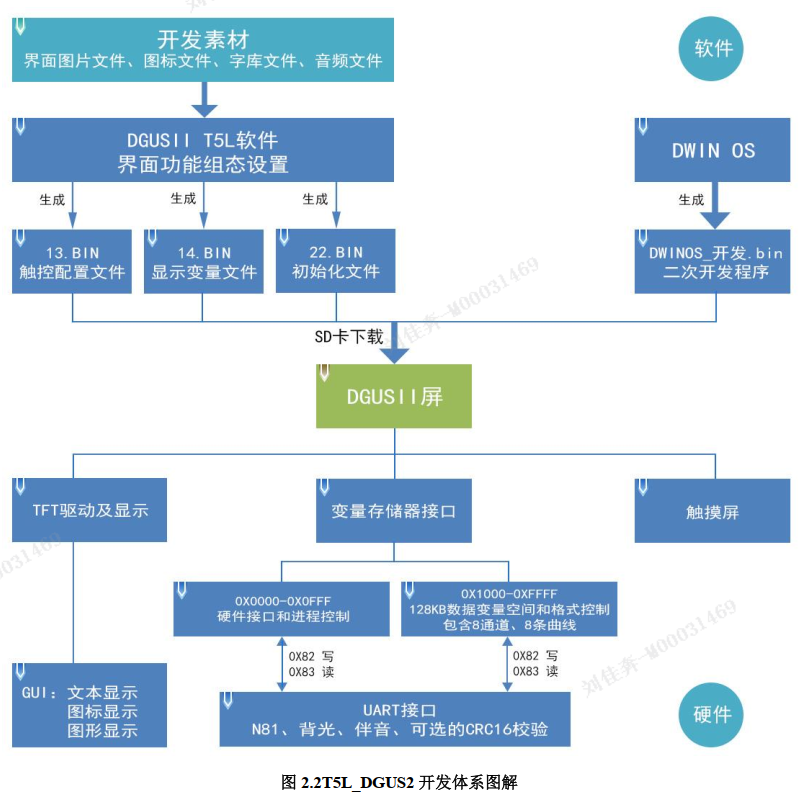 开发素材
界面图片文件、图标文件、字库文件、音频文件
软件
DGUSII T5L软件
界面功能组态设置
DWIN OS
生成
生成
生成
生成
13.BIN
触控配置文件
14.BIN
显示变量文件
22.BIN
初始化文件
DWINOS_开发.bin
二次开发程序
刘佳奔-M00031469
SD卡下载
DGUSII屏
TFT驱动及显示
变量存储器接口
触摸屏
00031469
0X0000-0X0FFF
硬件接口和进程控制
0X1000-0XFFFF
128KB数据变量空间和格式控制
包含8通道、8条曲线
0X82 写
0X83 读
0X82 写
0X83 读
刘佳奔-M00031469
GUI：文本显示
图标显示
图形显示
UART接口
N81、背光、伴音、可选的CRC16校验
硬件
图 2.2T5L_DGUS2 开发体系图解